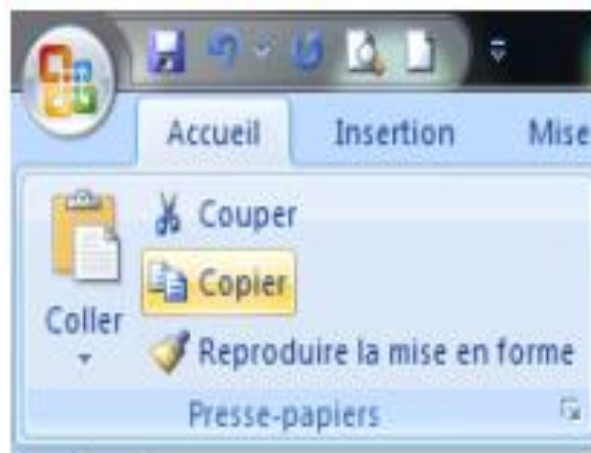 Accueil Insertion Mise
Couper
Copier
Coller
Reproduire la mise en forme
Presse-papiers